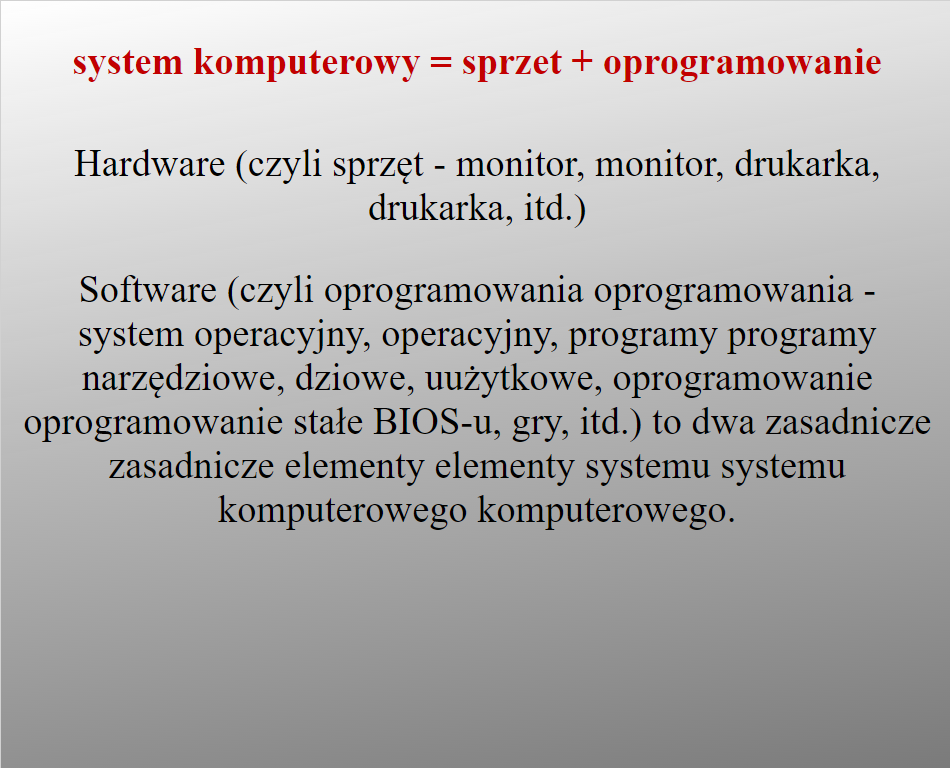 system komputerowy = sprzet + oprogramowanie
Hardware (czyli sprzęt - monitor, monitor, drukarka,
drukarka, itd.)
Software (czyli oprogramowania oprogramowania -
system operacyjny, operacyjny, programy programy
narzędziowe, dziowe, uużytkowe, oprogramowanie
oprogramowanie stałe BIOS-u, gry, itd.) to dwa zasadnicze
zasadnicze elementy elementy systemu systemu
komputerowego komputerowego.